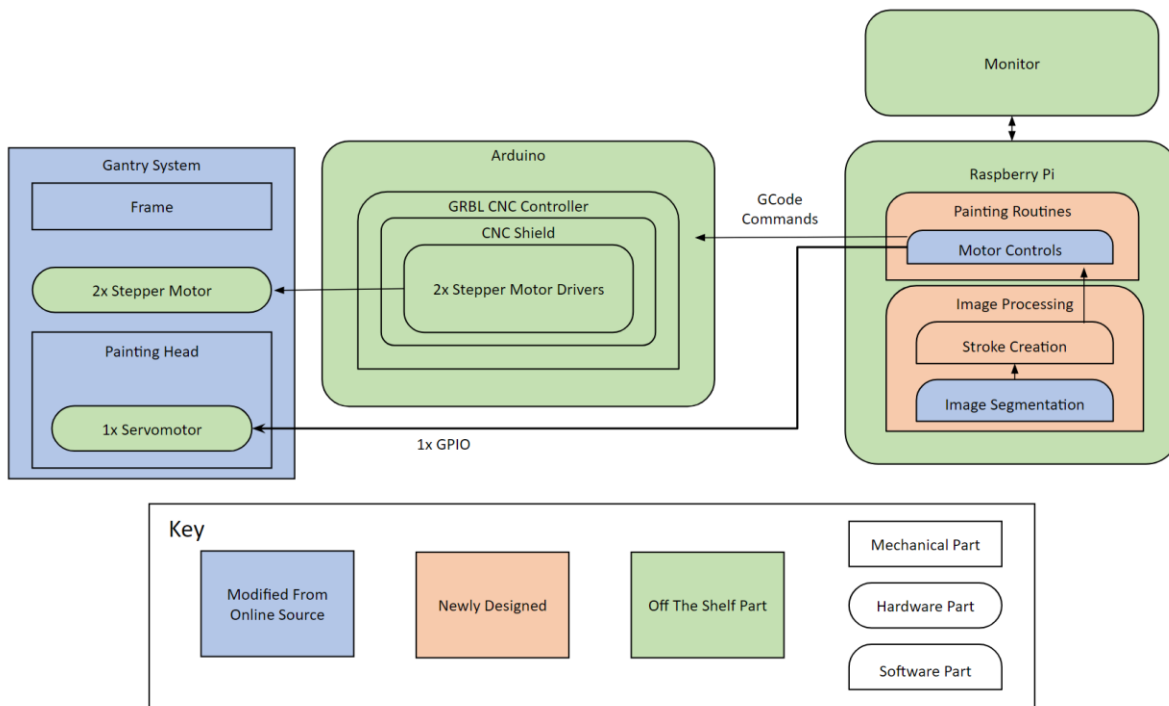 Monitor
Gantry System
Frame
2x Stepper Motor
Painting Head
1x Servomotor
Arduino
GRBL CNC Controller
CNC Shield
2x Stepper Motor Drivers
GCode
Commands
1x GPIO
Raspberry Pi
Painting Routines
Motor Controls
Image Processing
Stroke Creation
Image Segmentation
Key
Modified From
Online Source
Newly Designed
Off The Shelf Part
Mechanical Part
Hardware Part
Software Part